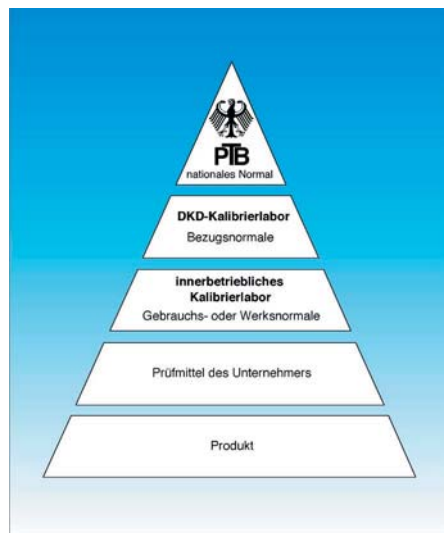 PTB
nationales Normal
DKD-Kalibrierlabor
Bezugsnormale
innerbetriebliches
Kalibrierlabor
Gebrauchs- oder Werksnormale
Prüfmittel des Unternehmers
Produkt